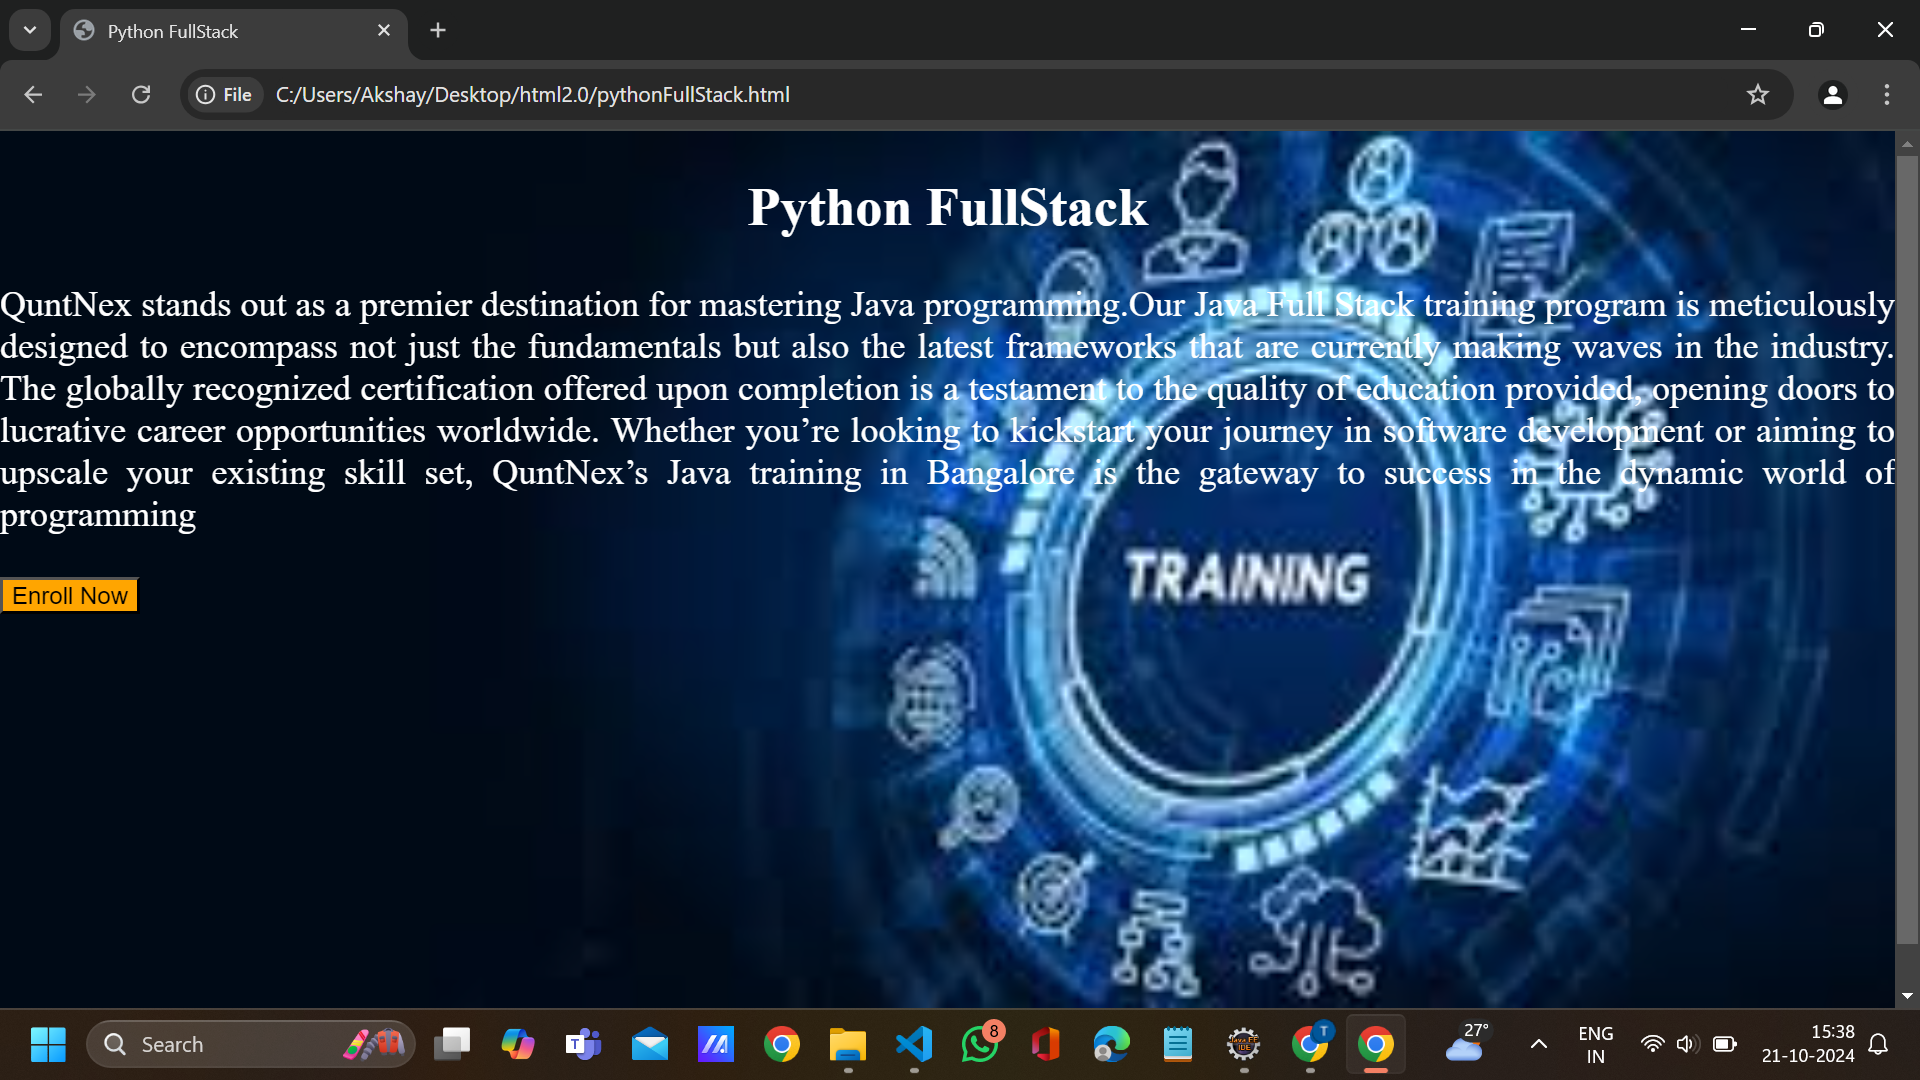 Python FullStack
File C:/Users/Akshay/Desktop/html2.0/pythonFullStack.html
Python FullStack
QuntNex stands out as a premier destination for mastering Java programming.Our Java Full Stack training program is meticulously
designed to encompass not just the fundamentals but also the latest frameworks that are currently making waves in the industry.
The globally recognized certification offered upon completion is a testament to the quality of education provided, opening doors to
lucrative career opportunities worldwide. Whether you’re looking to kickstart your journey in software development or aiming to
upscale your existing skill set, QuntNex’s Java training in Bangalore is the gateway to success in the dynamic world of
programming
TRAINING
Enroll Now
Search
T
8
Java EE
IDE
T
27°
ENG
IN
15:38
21-10-2024